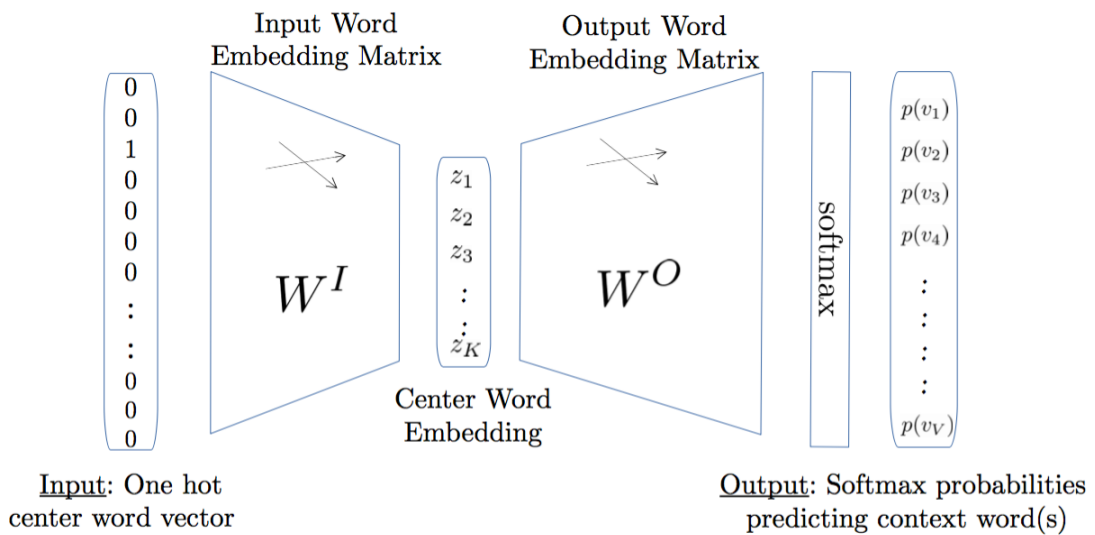 Input Word
Embedding Matrix
Output Word
Embedding Matrix
0
0
1
0
0
0
0
:
:
0
0
0
W^I
z_1
z_2
z_3
:
:
z_K
Center Word
Embedding
W^O
softmax
p(v_1)
p(v_2)
p(v_3)
p(v_4)
:
:
:
:
p(v_V)
Input: One hot
center word vector
Output: Softmax probabilities
predicting context word(s)